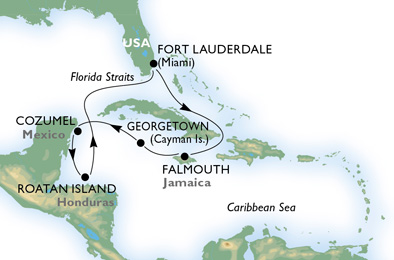 USA
FORT LAUDERDALE
(Miami)
Florida Straits
COZUMEL
Mexico
GEORGETOWN
(Cayman Is.)
FALMOUTH
Jamaica
ROATAN ISLAND
Honduras
Caribbean Sea